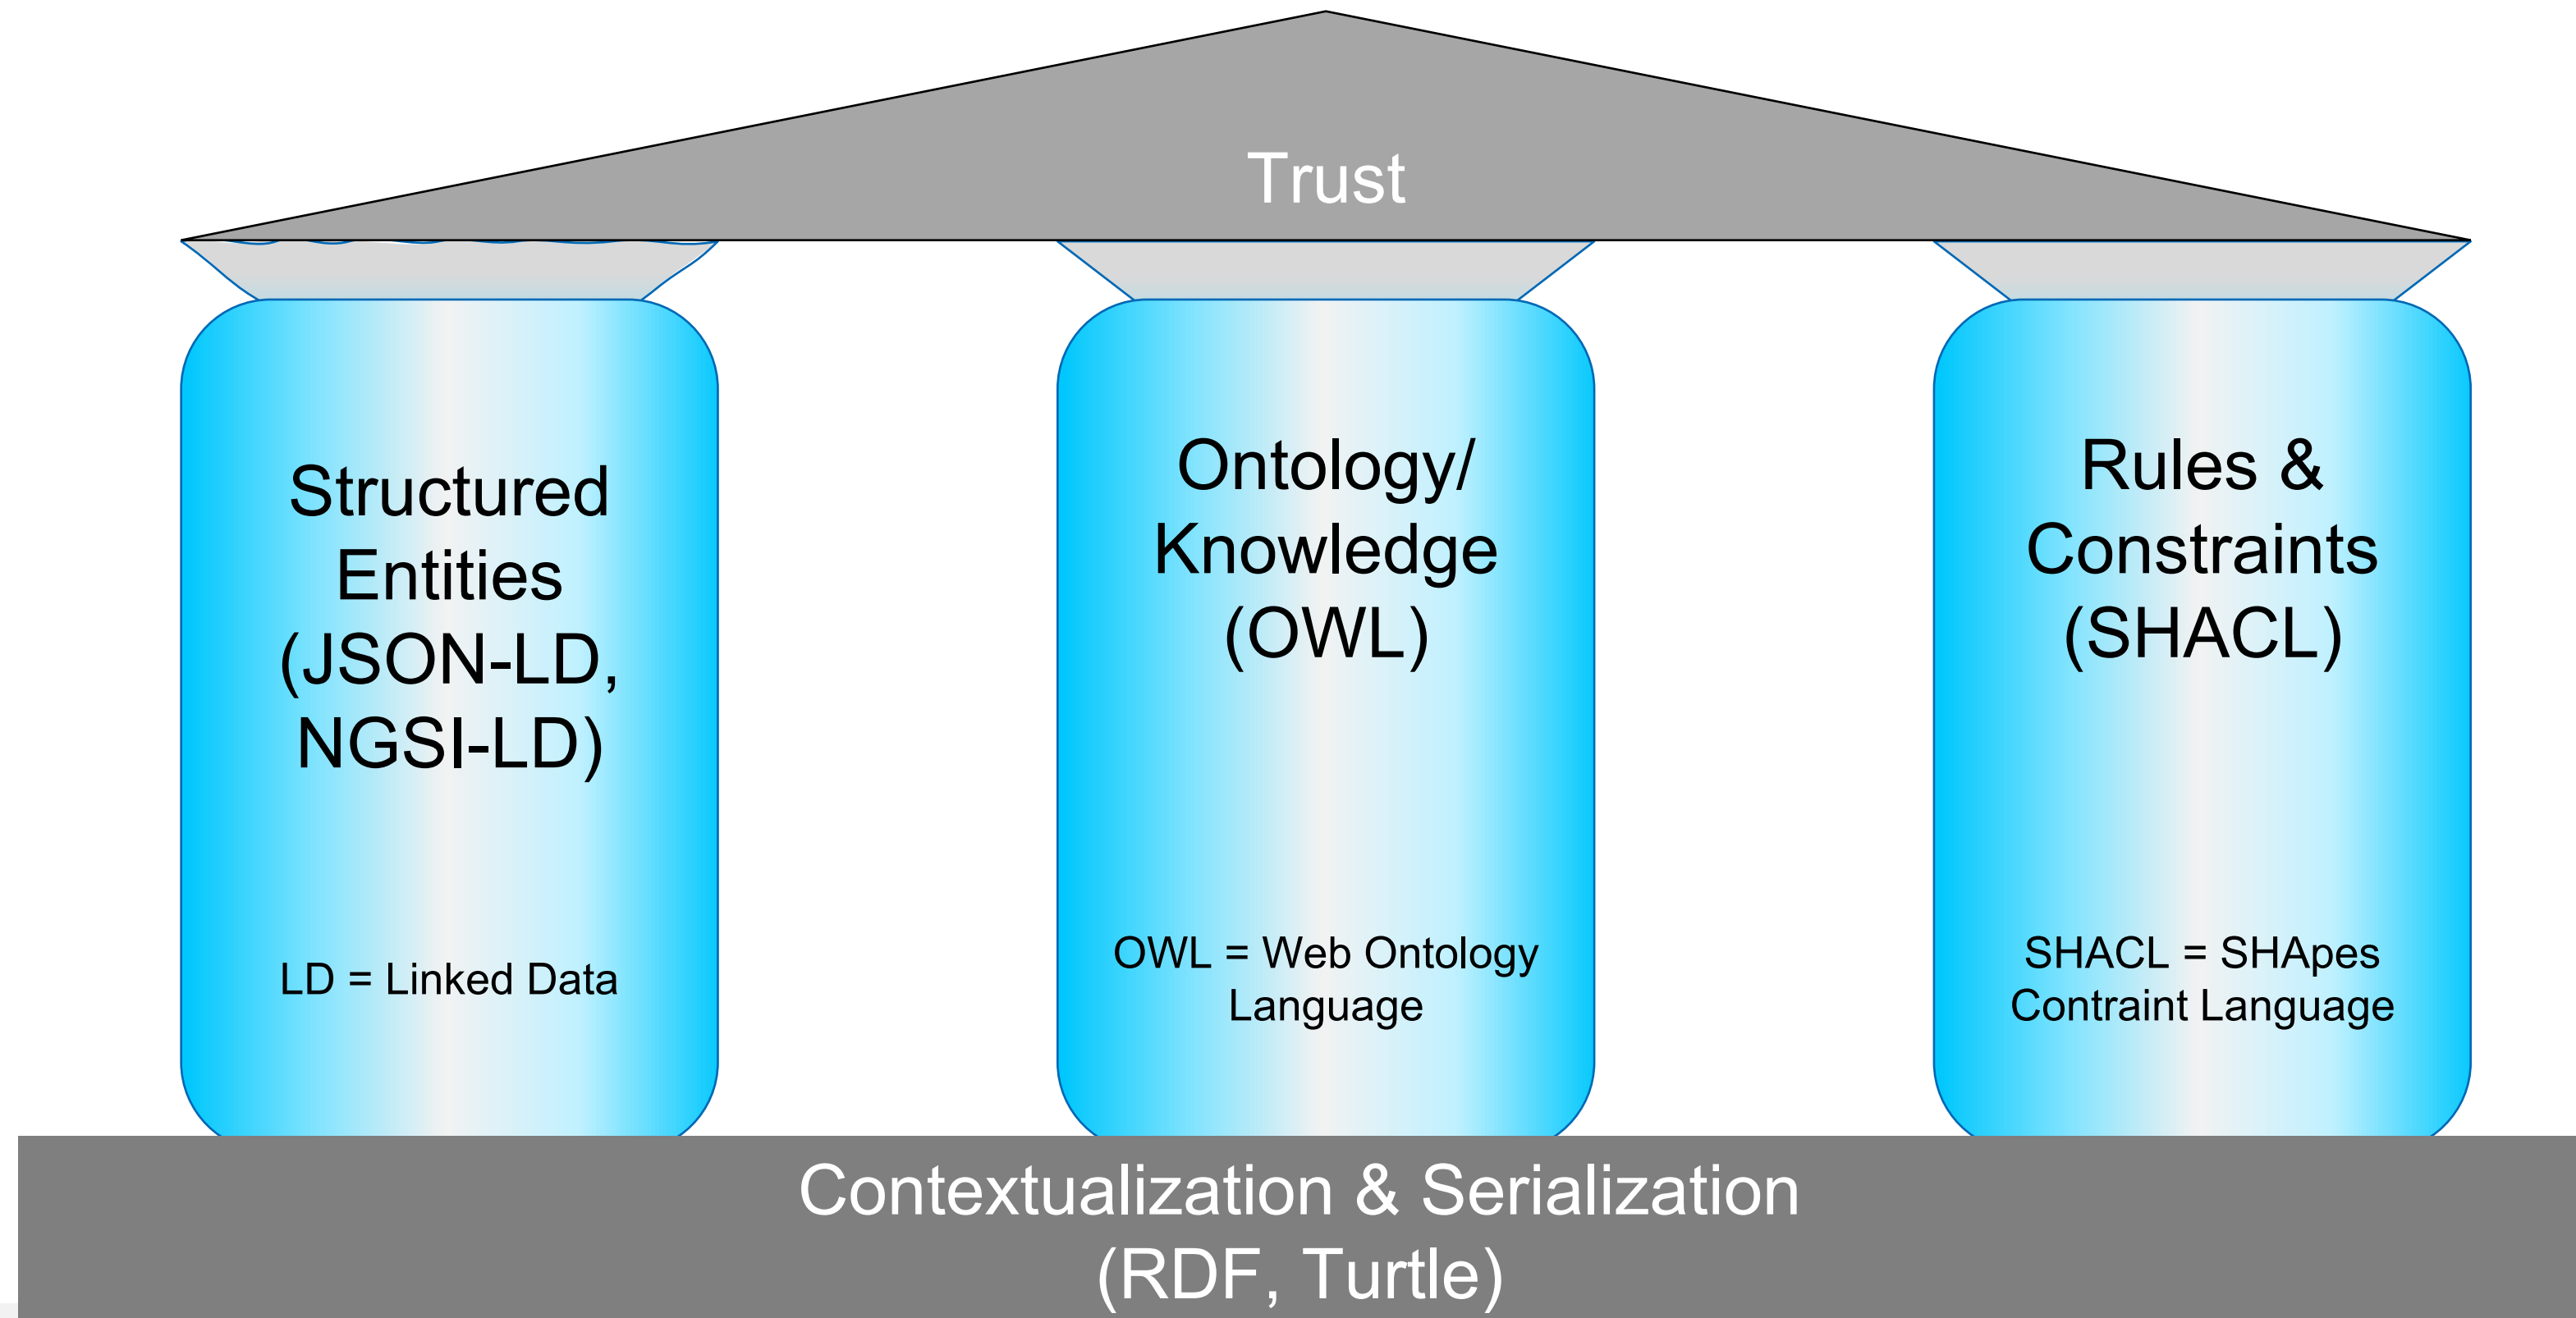 Trust
Structured
Entities
(JSON-LD,
NGSI-LD)
LD = Linked Data
Ontology/
Knowledge
(OWL)
OWL = Web Ontology
Language
Rules &
Constraints
(SHACL)
SHACL = SHApes
Contraint Language
Contextualization & Serialization
(RDF, Turtle)